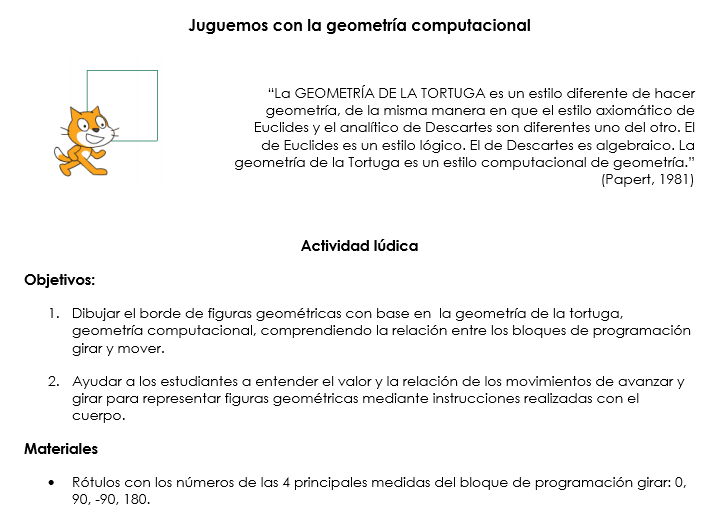 Juguemos con la geometría computacional
“La GEOMETRÍA DE LA TORTUGA es un estilo diferente de hacer
geometría, de la misma manera en que el estilo axiomático de
Euclides y el analítico de Descartes son diferentes uno del otro. El
de Euclides es un estilo lógico. El de Descartes es algebraico. La
geometría de la Tortuga es un estilo computacional de geometría.”
(Papert, 1981)
Actividad lúdica
Objetivos:
1. Dibujar el borde de figuras geométricas con base en la geometría de la tortuga,
geometría computacional, comprendiendo la relación entre los bloques de programación
girar y mover.
2. Ayudar a los estudiantes a entender el valor y la relación de los movimientos de avanzar y
girar para representar figuras geométricas mediante instrucciones realizadas con el
cuerpo.
Materiales
• Rótulos con los números de las 4 principales medidas del bloque de programación girar: 0,
90, -90, 180.